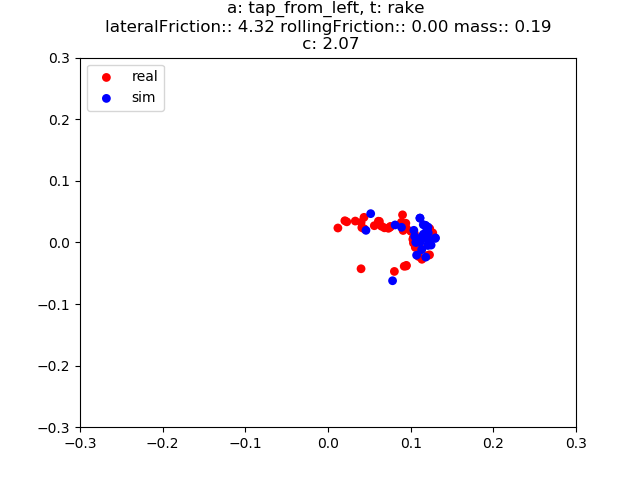 a: tap_from_left, t: rake
lateralFriction:: 4.32 rollingFriction:: 0.00 mass:: 0.19
c: 2.07
real
sim
0.3
0.2
0.1
0.0
−0.1
−0.2
−0.3
−0.3
−0.2
−0.1
0.0
0.1
0.2
0.3